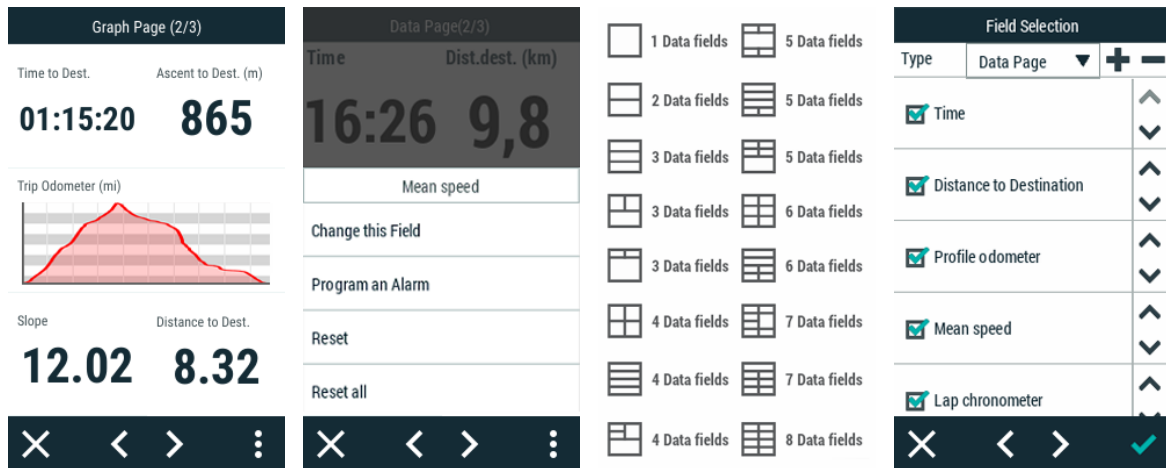 Graph Page (2/3)
Time to Dest. Ascent to Dest. (m)
01:15:20 865
Trip Odometer (mi)
Slope Distance to Dest.
12.02 8.32
Data Page(2/3)
Time Dist.dest. (km)
16:26 9,8
Mean speed
Change this Field
Program an Alarm
Reset
Reset all
1 Data fields 5 Data fields
2 Data fields 5 Data fields
3 Data fields 5 Data fields
3 Data fields 6 Data fields
3 Data fields 6 Data fields
4 Data fields 7 Data fields
4 Data fields 7 Data fields
4 Data fields 8 Data fields
Field Selection
Type Data Page
Time
Distance to Destination
Profile odometer
Mean speed
Lap chronometer